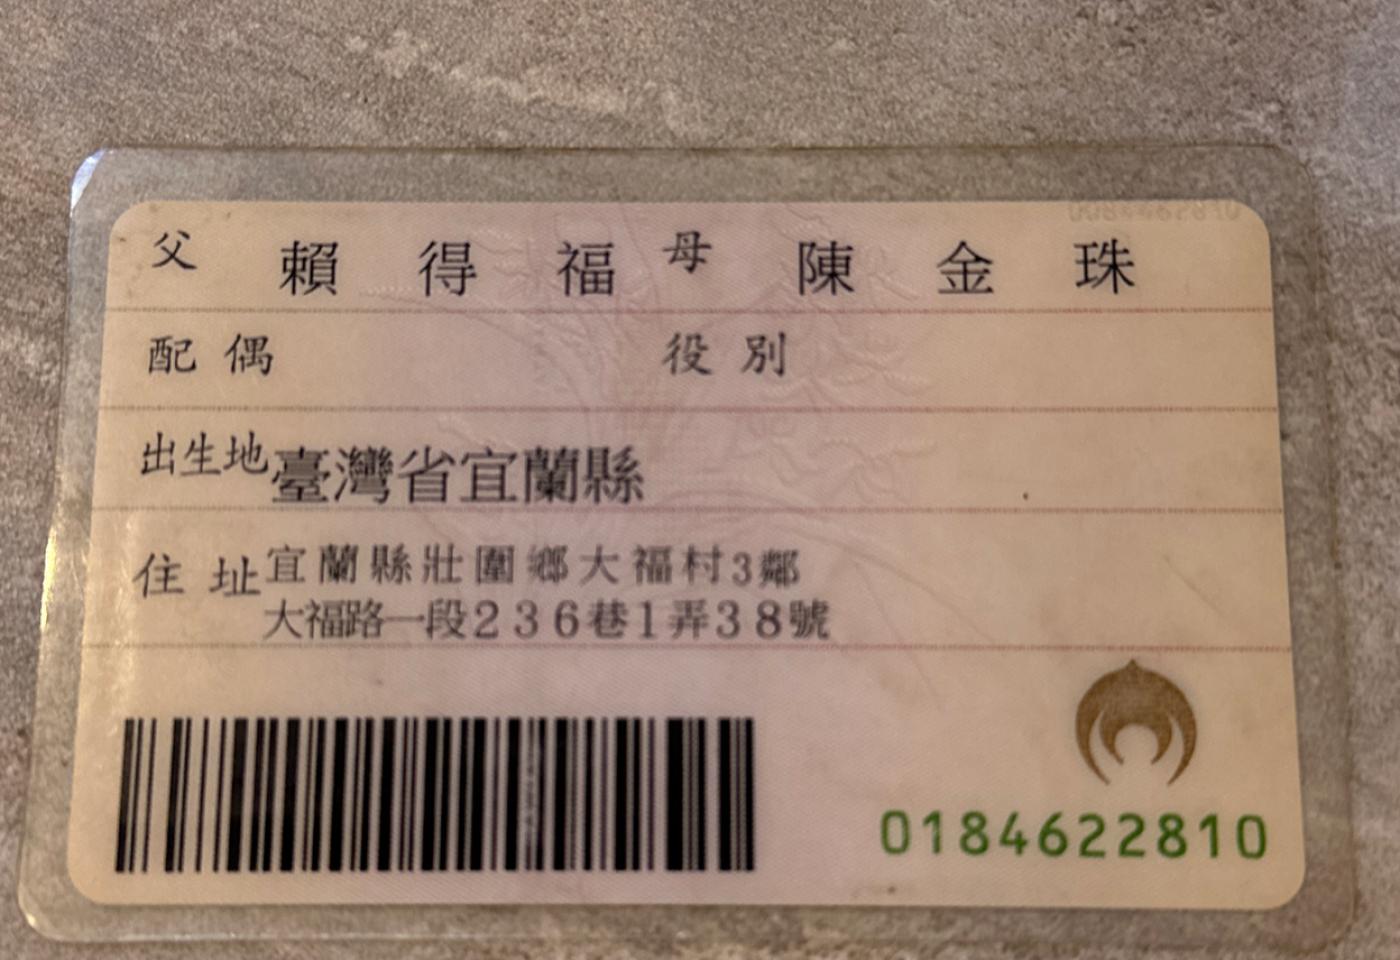 父 賴得福 母 陳金珠
配偶 役別
出生地 臺灣省宜蘭縣
住址 宜蘭縣壯圍鄉大福村3鄰
大福路一段236巷1弄38號
0184622810